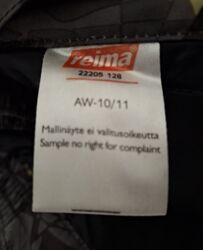 reima
22205 128
AW-10/11
Mallinäyte ei valitusoikeutta
Sample no right for complaint